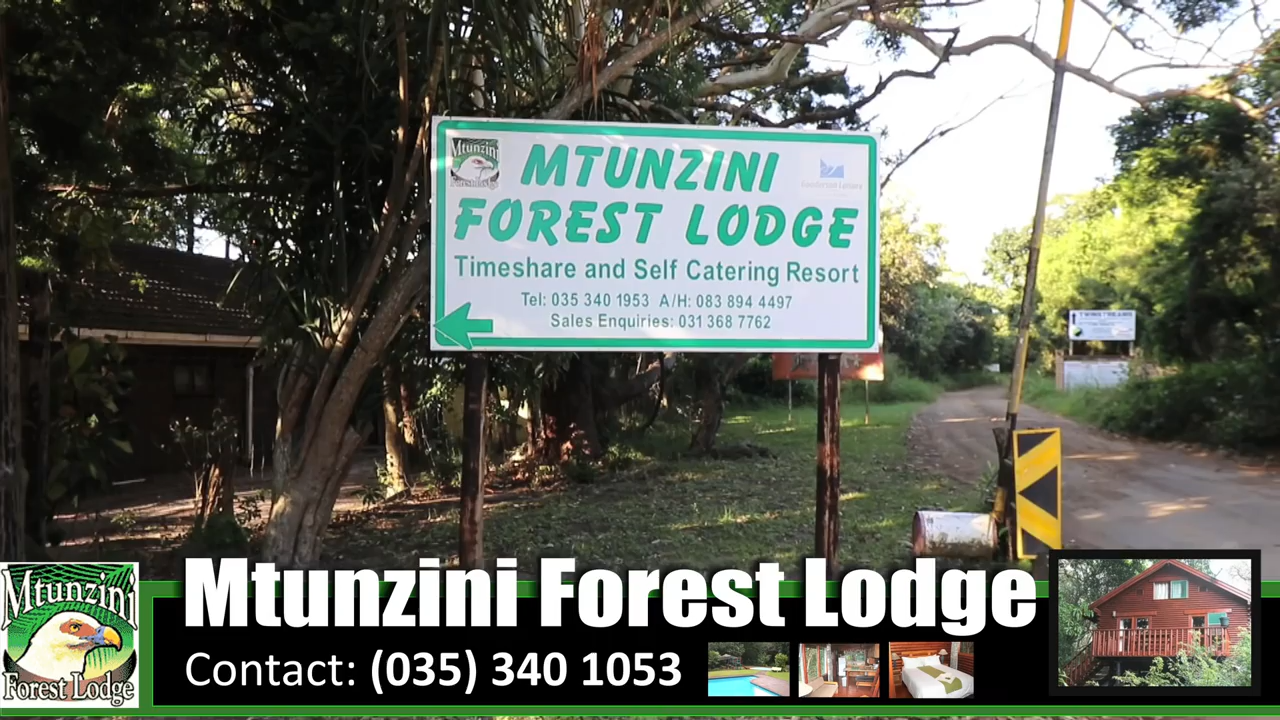 Mtunzini
Forest Lodge
MTUNZINI
FOREST LODGE
Timeshare and Self Catering Resort
Tel: 035 340 1953 A/H: 083 894 4497
Sales Enquiries: 031 368 7762
TWINSTREAMS
Mtunzini
Forest Lodge
Mtunzini Forest Lodge
Contact: (035) 340 1053